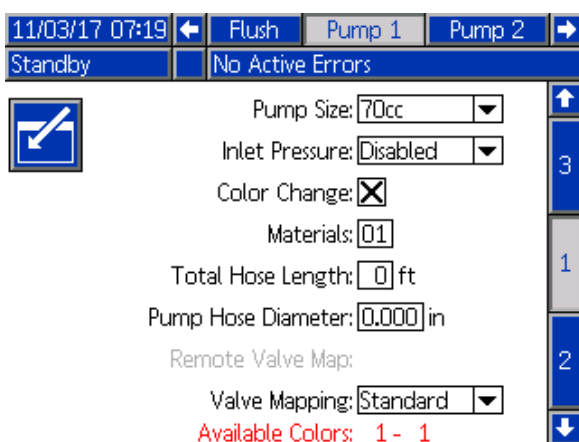 11/03/17 07:19 Flush Pump 1 Pump 2
Standby No Active Errors
Pump Size: 70cc
Inlet Pressure: Disabled
3
Color Change:
Materials: 01
Total Hose Length: 0 ft
1
Pump Hose Diameter: 0.000 in
Remote Valve Map:
2
Valve Mapping: Standard
Available Colors: 1 - 1